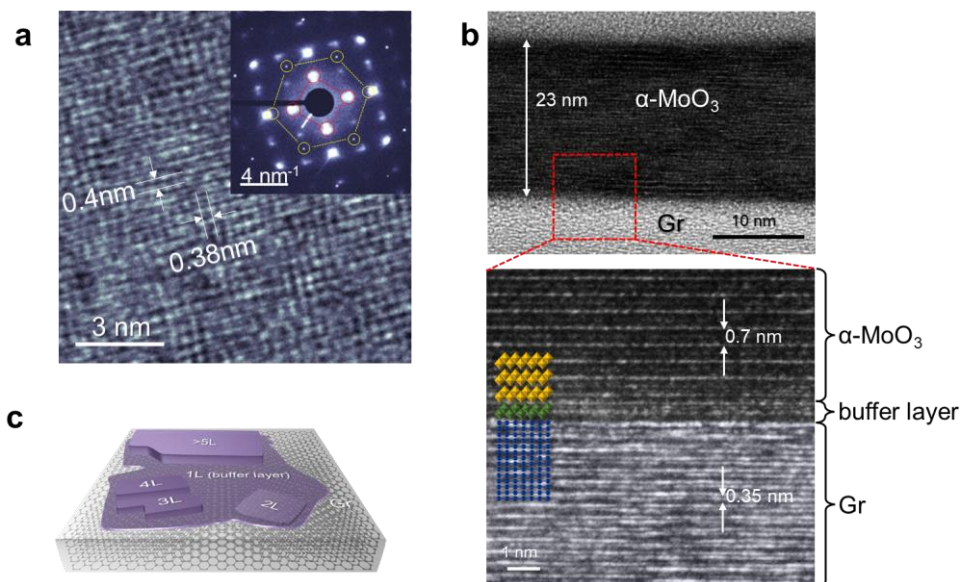 a
0.4nm
0.38nm
3 nm
4 nm⁻¹
b
23 nm
α-MoO₃
Gr
10 nm
0.7 nm
0.35 nm
1 nm
α-MoO₃
buffer layer
Gr
c
>5L
1L (buffer layer)
4L
3L
2L
Gr